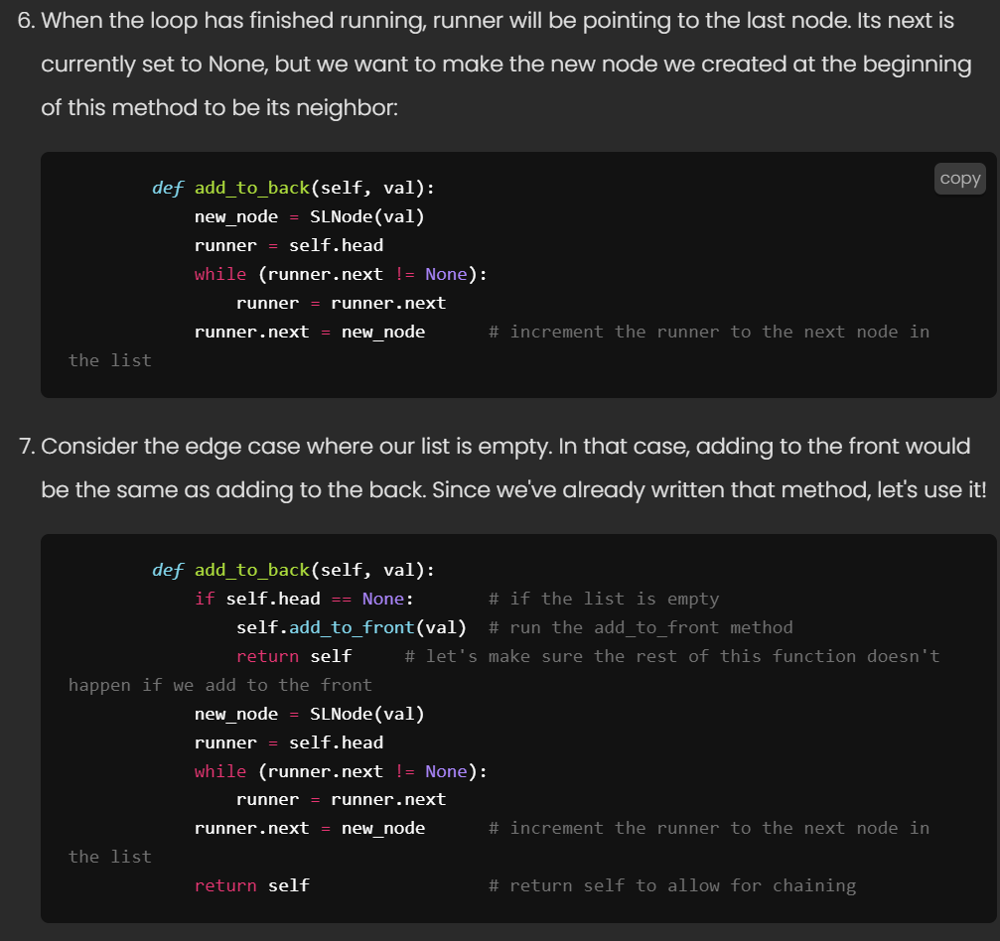 6. When the loop has finished running, runner will be pointing to the last node. Its next is
currently set to None, but we want to make the new node we created at the beginning
of this method to be its neighbor:
copy
def add_to_back(self, val):
new_node = SLNode(val)
runner = self.head
while (runner.next != None):
runner = runner.next
runner.next = new_node      # increment the runner to the next node in
the list
7. Consider the edge case where our list is empty. In that case, adding to the front would
be the same as adding to the back. Since we've already written that method, let's use it!
def add_to_back(self, val):
if self.head == None:       # if the list is empty
self.add_to_front(val)  # run the add_to_front method
return self     # let's make sure the rest of this function doesn't
happen if we add to the front
new_node = SLNode(val)
runner = self.head
while (runner.next != None):
runner = runner.next
runner.next = new_node      # increment the runner to the next node in
the list
return self                 # return self to allow for chaining